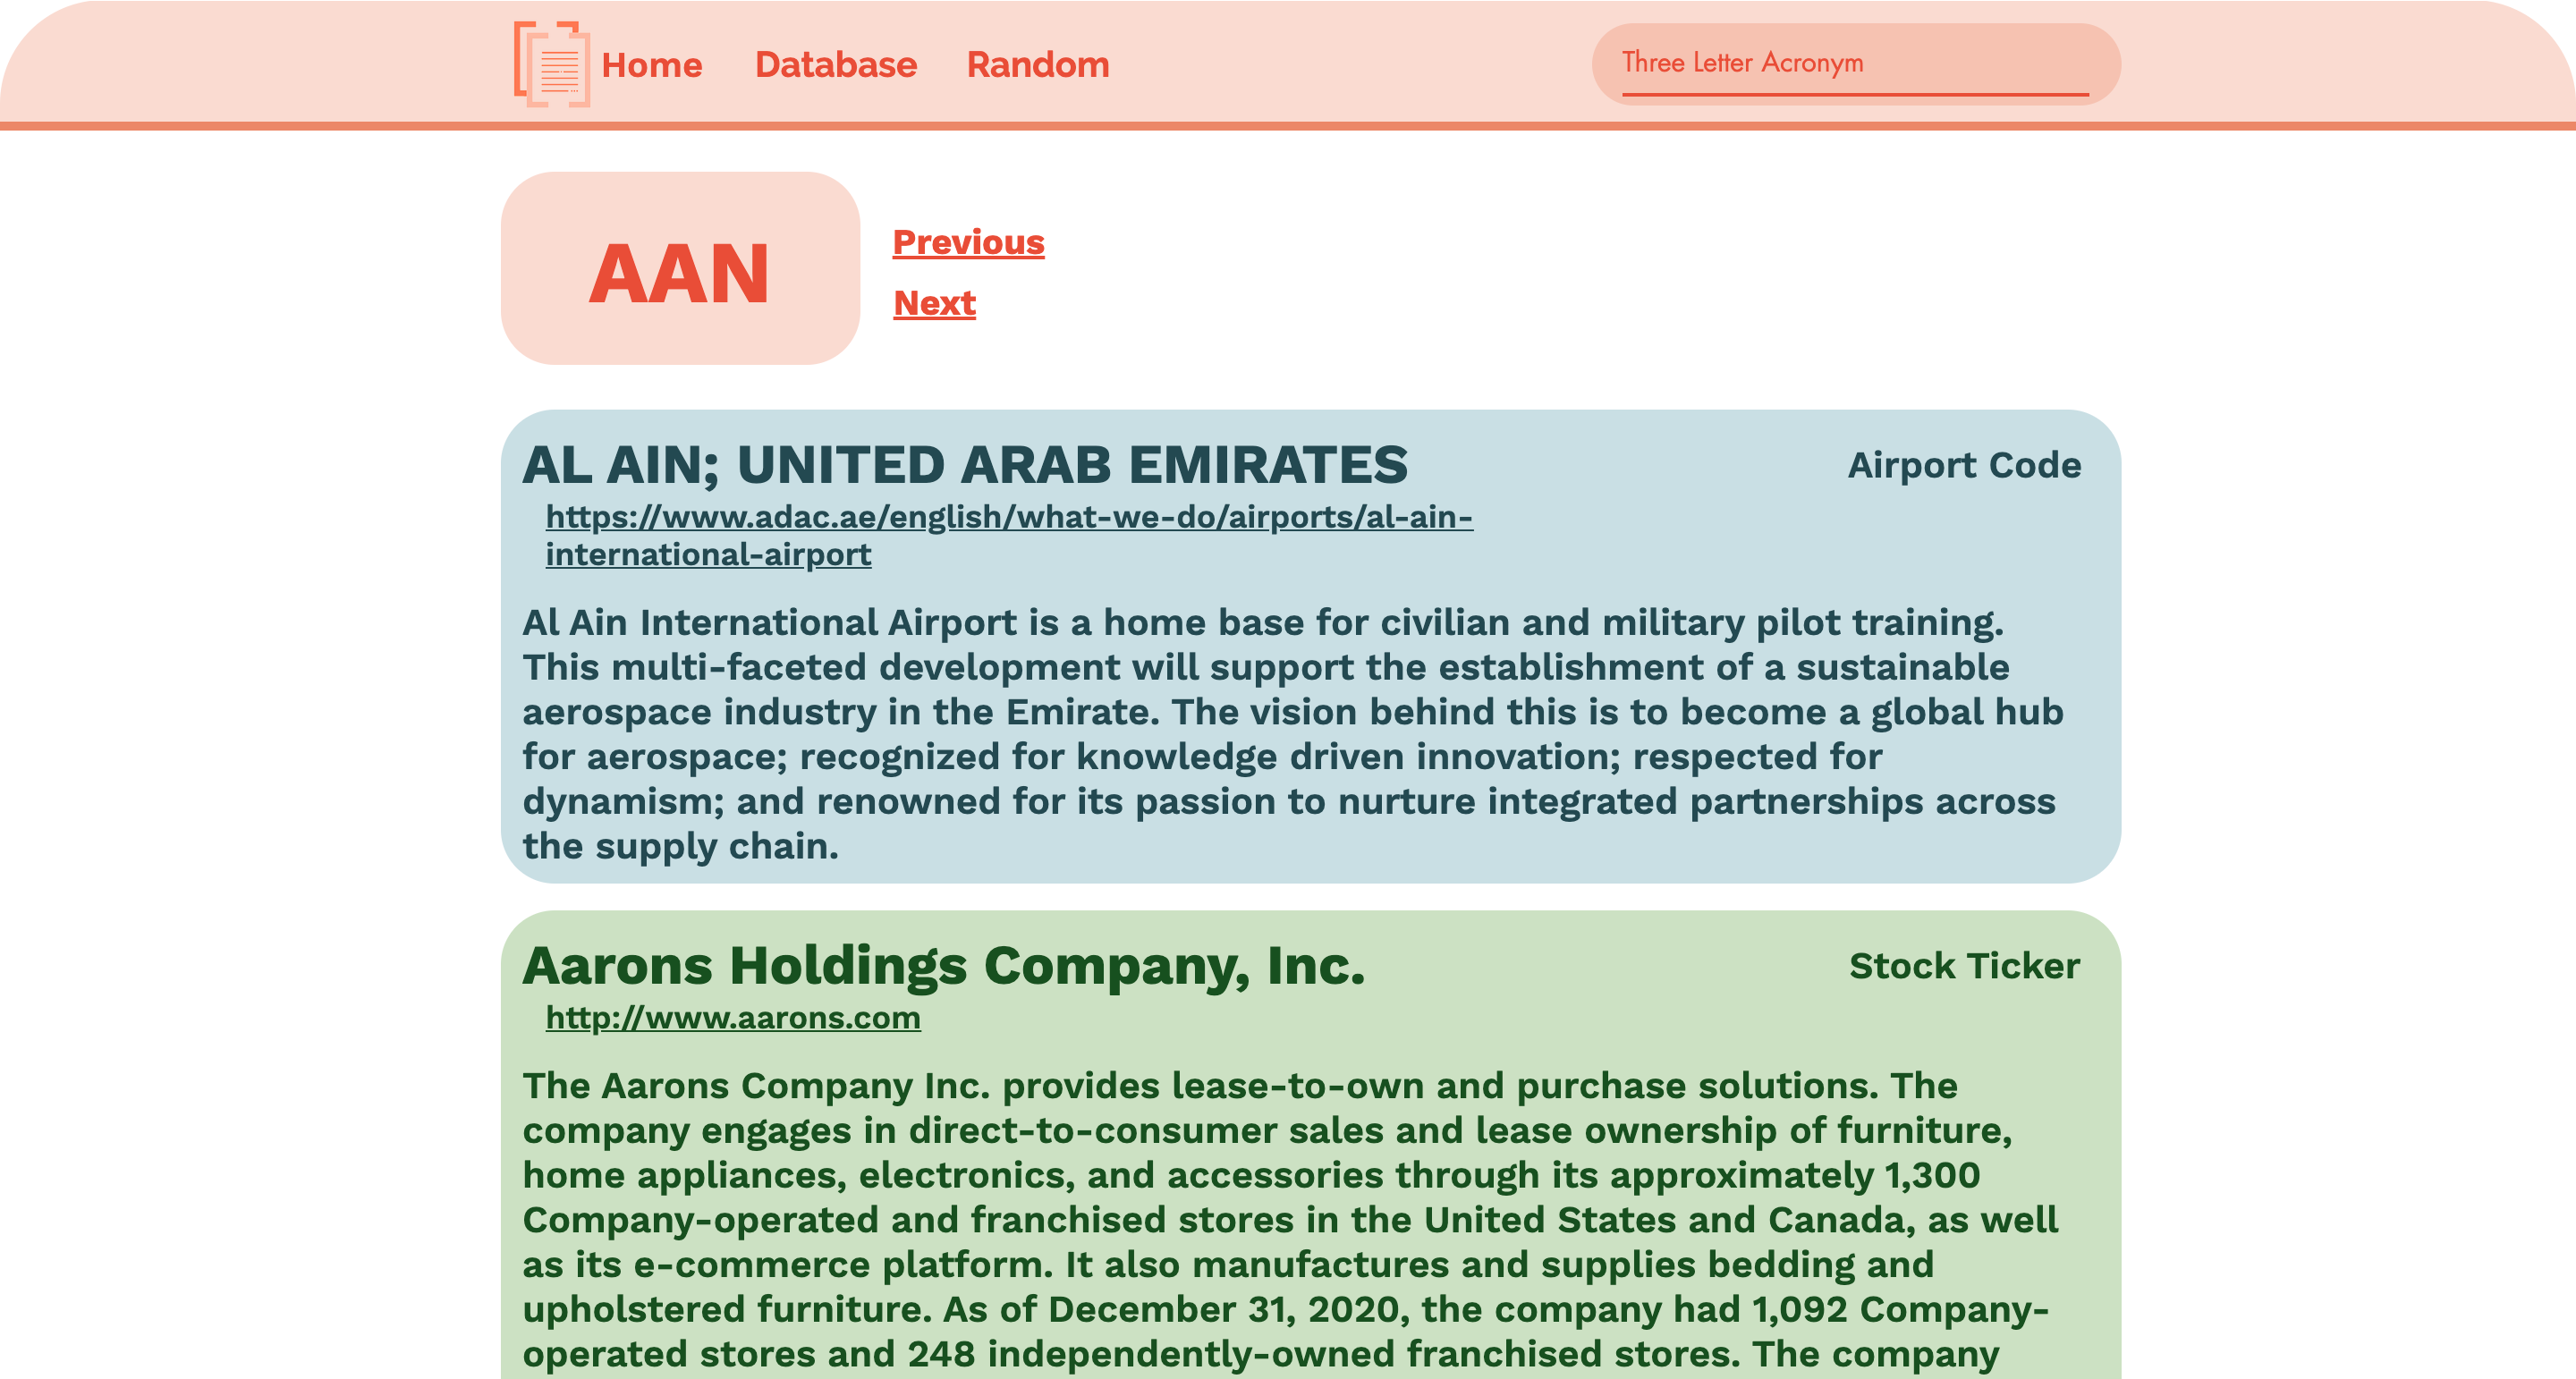 Home Database Random Three Letter Acronym
AAN
Previous
Next
AL AIN; UNITED ARAB EMIRATES Airport Code
https://www.adac.ae/english/what-we-do/airports/al-ain-
international-airport
Al Ain International Airport is a home base for civilian and military pilot training.
This multi-faceted development will support the establishment of a sustainable
aerospace industry in the Emirate. The vision behind this is to become a global hub
for aerospace; recognized for knowledge driven innovation; respected for
dynamism; and renowned for its passion to nurture integrated partnerships across
the supply chain.
Aarons Holdings Company, Inc. Stock Ticker
http://www.aarons.com
The Aarons Company Inc. provides lease-to-own and purchase solutions. The
company engages in direct-to-consumer sales and lease ownership of furniture,
home appliances, electronics, and accessories through its approximately 1,300
Company-operated and franchised stores in the United States and Canada, as well
as its e-commerce platform. It also manufactures and supplies bedding and
upholstered furniture. As of December 31, 2020, the company had 1,092 Company-
operated stores and 248 independently-owned franchised stores. The company